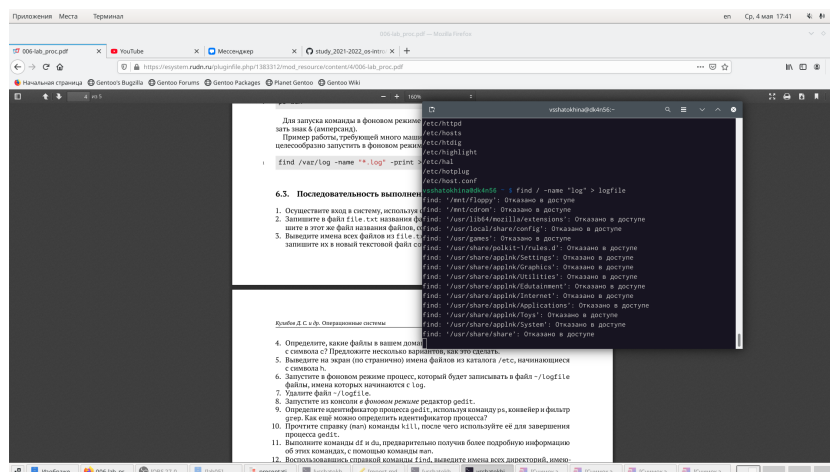 Приложения Места Терминал
en Ср, 4 мая 17:41
006-lab_proc.pdf — Mozilla Firefox
006-lab_proc.pdf × YouTube × Мессенджер × study_2021-2022_os-intro × +
https://esystem.rudn.ru/pluginfile.php/1383312/mod_resource/content/4/006-lab_proc.pdf
Начальная страница Gentoo's Bugzilla Gentoo Forums Gentoo Packages Planet Gentoo Gentoo Wiki
4 из 5 — + 160%
Для запуска команды в фоновом режиме
зать знак & (амперсанд).
Пример работы, требующей много маши
целесообразно запустить в фоновом режим
1 find /var/log -name "*.log" -print >
6.3. Последовательность выполнен
1. Осуществите вход в систему, используя
2. Запишите в файл file.txt названия ф
шите в этот же файл названия файлов, с
3. Выведите имена всех файлов из file.t
запишите их в новый текстовой файл co
vsshatokhina@dk4n56:~
/etc/httpd
/etc/hosts
/etc/htdig
/etc/highlight
/etc/hal
/etc/hotplug
/etc/host.conf
vsshatokhina@dk4n56 ~ $ find / -name "log" > logfile
find: '/mnt/floppy': Отказано в доступе
find: '/mnt/cdrom': Отказано в доступе
find: '/usr/lib64/mozilla/extensions': Отказано в доступе
find: '/usr/local/share/config': Отказано в доступе
find: '/usr/games': Отказано в доступе
find: '/usr/share/polkit-1/rules.d': Отказано в доступе
find: '/usr/share/applnk/Settings': Отказано в доступе
find: '/usr/share/applnk/Graphics': Отказано в доступе
find: '/usr/share/applnk/Utilities': Отказано в доступе
find: '/usr/share/applnk/Edutainment': Отказано в доступе
find: '/usr/share/applnk/Internet': Отказано в доступе
find: '/usr/share/applnk/Applications': Отказано в доступе
find: '/usr/share/applnk/Toys': Отказано в доступе
find: '/usr/share/applnk/System': Отказано в доступе
find: '/usr/share/share': Отказано в доступе
Кулябов Д. С. и др. Операционные системы
4. Определите, какие файлы в вашем дома
с символа c? Предложите несколько вариантов, как это сделать.
5. Выведите на экран (по странично) имена файлов из каталога /etc, начинающиеся
с символа h.
6. Запустите в фоновом режиме процесс, который будет записывать в файл ~/logfile
файлы, имена которых начинаются с log.
7. Удалите файл ~/logfile.
8. Запустите из консоли в фоновом режиме редактор gedit.
9. Определите идентификатор процесса gedit, используя команду ps, конвейер и фильтр
grep. Как ещё можно определить идентификатор процесса?
10. Прочтите справку (man) команды kill, после чего используйте её для завершения
процесса gedit.
11. Выполните команды df и du, предварительно получив более подробную информацию
об этих командах, с помощью команды man.
12. Воспользовавшись справкой команды find, выведите имена всех директорий, имею-